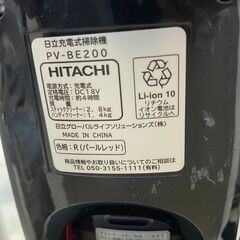 日立充電式掃除機
PV-BE200
HITACHI
電源方式:充電式
定格電圧:DC18V
充電時間:約4時間
スティッククリーナー:2.8kg
ハンディクリーナー:1.4kg
Li-ion 10
リチウム
イオン電池は
リサイクルへ
日立グローバルライフソリューションズ(株)
MADE IN CHINA
色柄:R(パールレッド)
商品やお取り扱いについてのご相談は
TEL 050-3155-1111(有料)